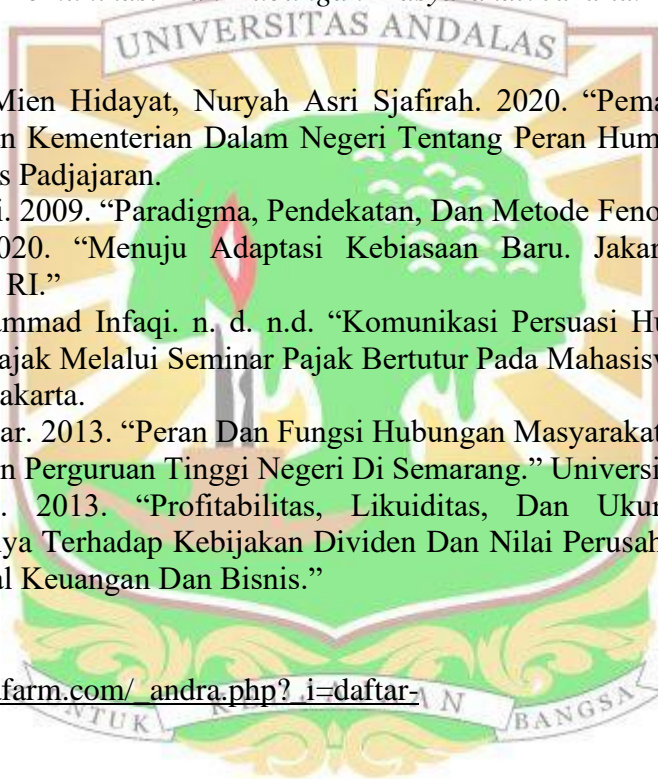 UNIVERSITAS ANDALAS
Mien Hidayat, Nuryah Asri Sjafirah. 2020. “Pema
n Kementerian Dalam Negeri Tentang Peran Hum
s Padjajaran.
i. 2009. “Paradigma, Pendekatan, Dan Metode Feno
020. “Menuju Adaptasi Kebiasaan Baru. Jakar
RI.”
ammad Infaqi. n. d. n.d. “Komunikasi Persuasi Hu
ajak Melalui Seminar Pajak Bertutur Pada Mahasisw
akarta.
ar. 2013. “Peran Dan Fungsi Hubungan Masyarakat
n Perguruan Tinggi Negeri Di Semarang.” Universi
. 2013. “Profitabilitas, Likuiditas, Dan Ukur
ya Terhadap Kebijakan Dividen Dan Nilai Perusah
al Keuangan Dan Bisnis.”
afarm.com/_andra.php?_i=daftar-
UNTUK BANGSA